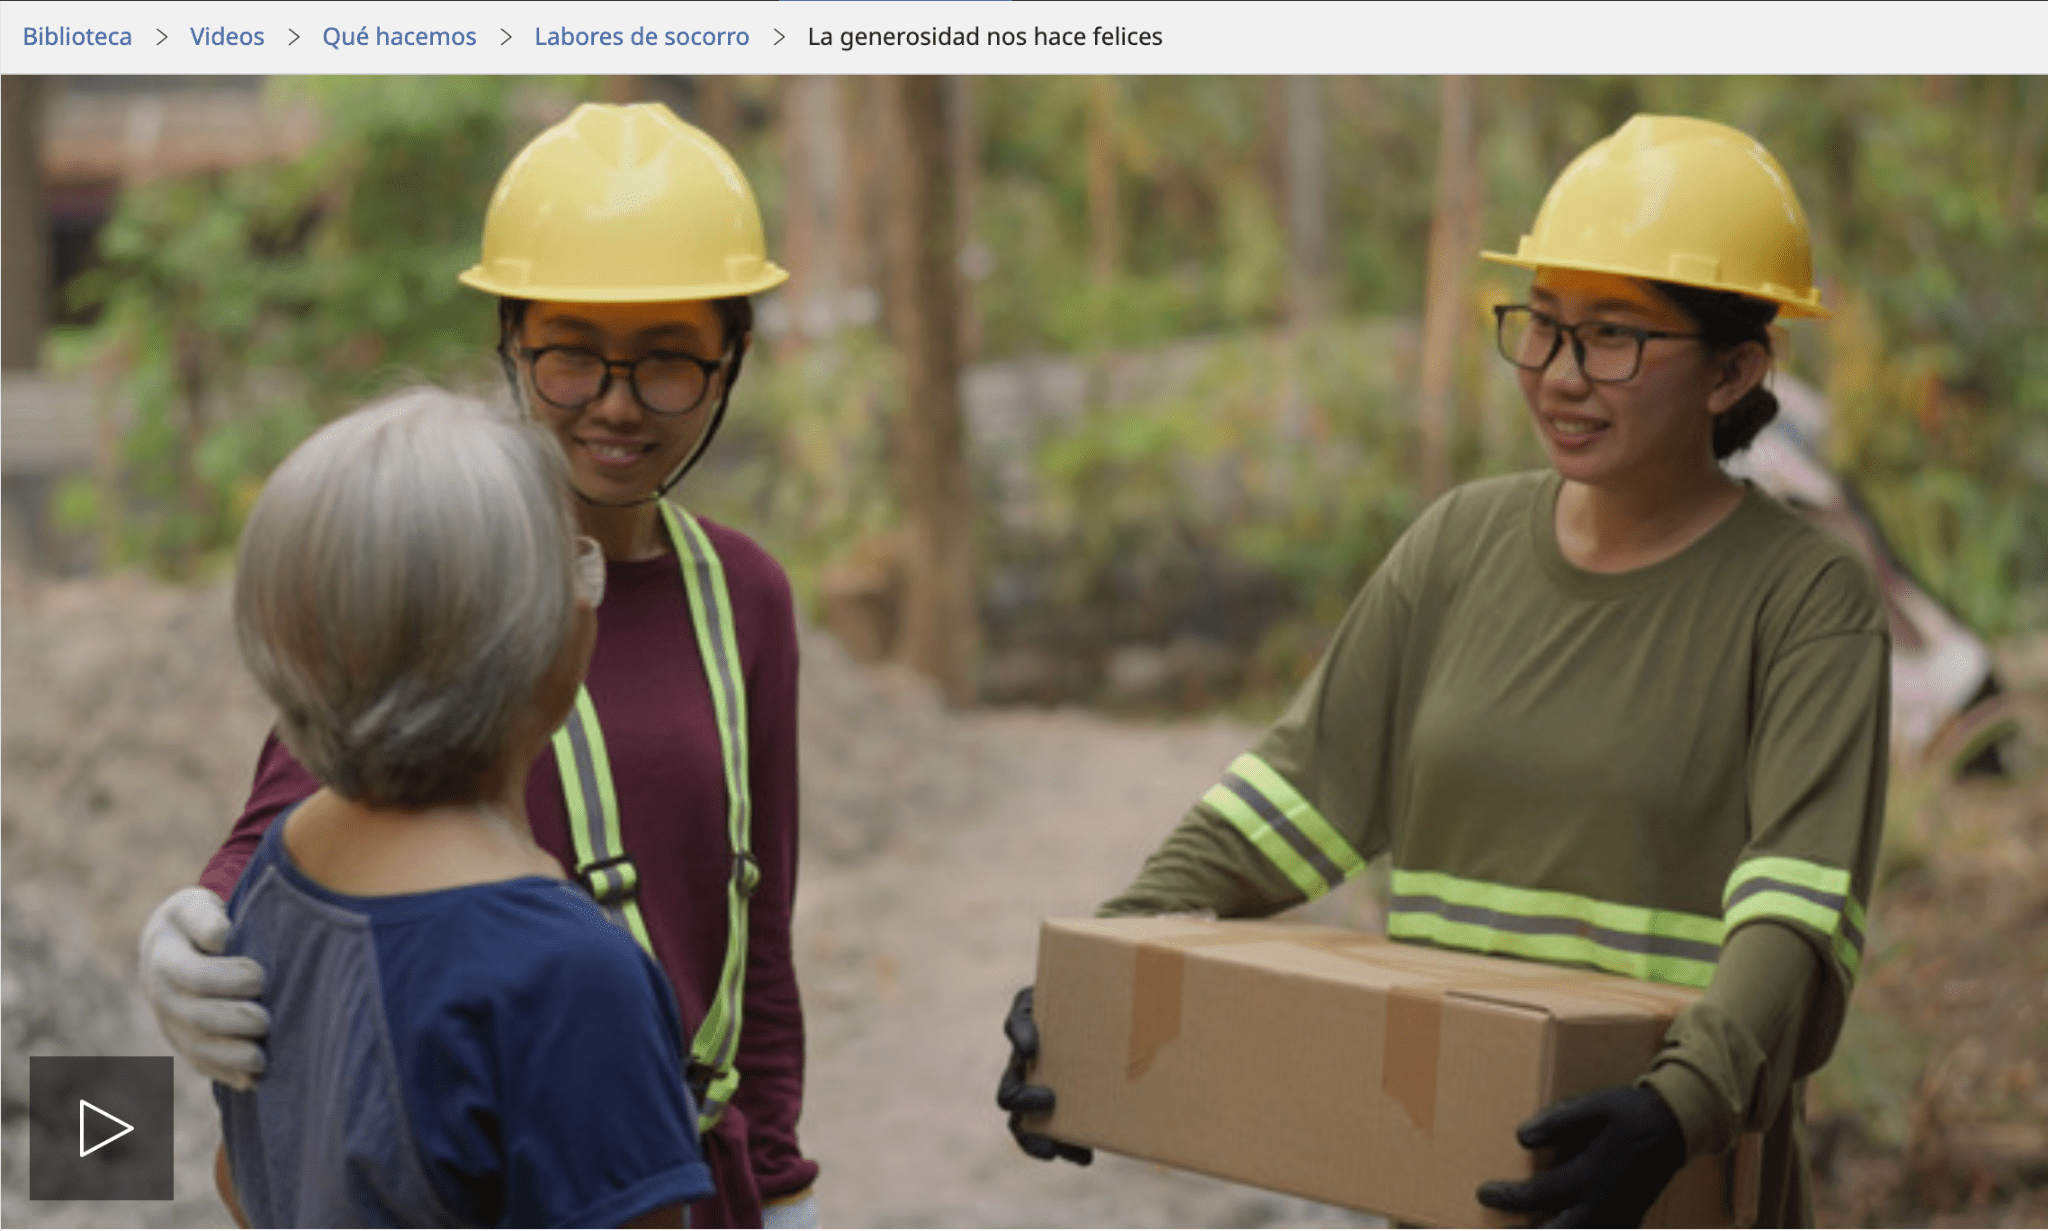 Biblioteca > Videos > Qué hacemos > Labores de socorro > La generosidad nos hace felices